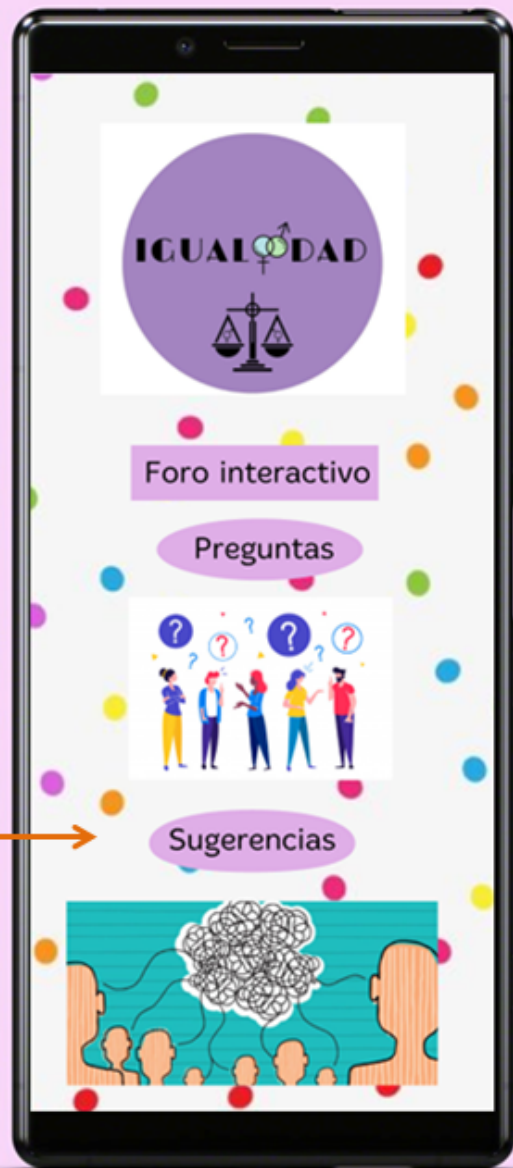 IGUALDAD
Foro interactivo
Preguntas
? ? ? ? ? ? ?
Sugerencias